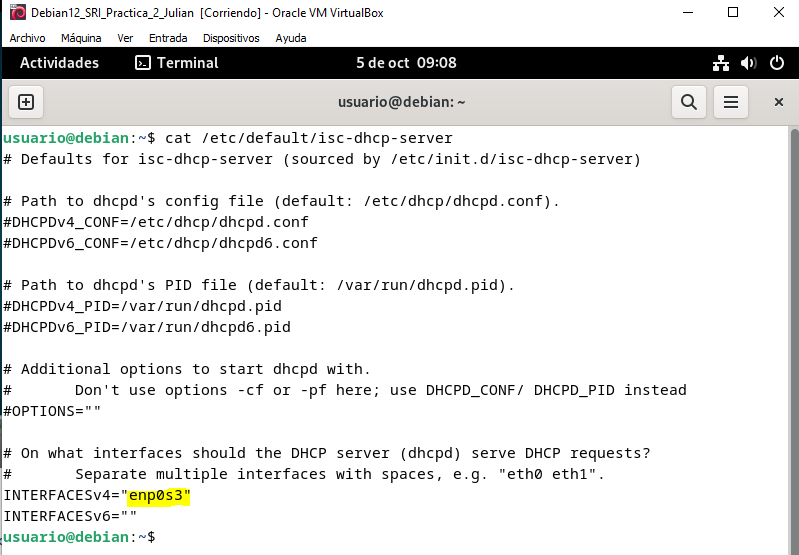 Debian12_SRI_Practica_2_Julian [Corriendo] - Oracle VM VirtualBox
Archivo Máquina Ver Entrada Dispositivos Ayuda
Actividades Terminal 5 de oct 09:08
usuario@debian: ~
usuario@debian:~$ cat /etc/default/isc-dhcp-server
# Defaults for isc-dhcp-server (sourced by /etc/init.d/isc-dhcp-server)
# Path to dhcpd's config file (default: /etc/dhcp/dhcpd.conf).
#DHCPDv4_CONF=/etc/dhcp/dhcpd.conf
#DHCPDv6_CONF=/etc/dhcp/dhcpd6.conf
# Path to dhcpd's PID file (default: /var/run/dhcpd.pid).
#DHCPDv4_PID=/var/run/dhcpd.pid
#DHCPDv6_PID=/var/run/dhcpd6.pid
# Additional options to start dhcpd with.
#       Don't use options -cf or -pf here; use DHCPD_CONF/ DHCPD_PID instead
#OPTIONS=""
# On what interfaces should the DHCP server (dhcpd) serve DHCP requests?
#       Separate multiple interfaces with spaces, e.g. "eth0 eth1".
INTERFACESv4="enp0s3"
INTERFACESv6=""
usuario@debian:~$